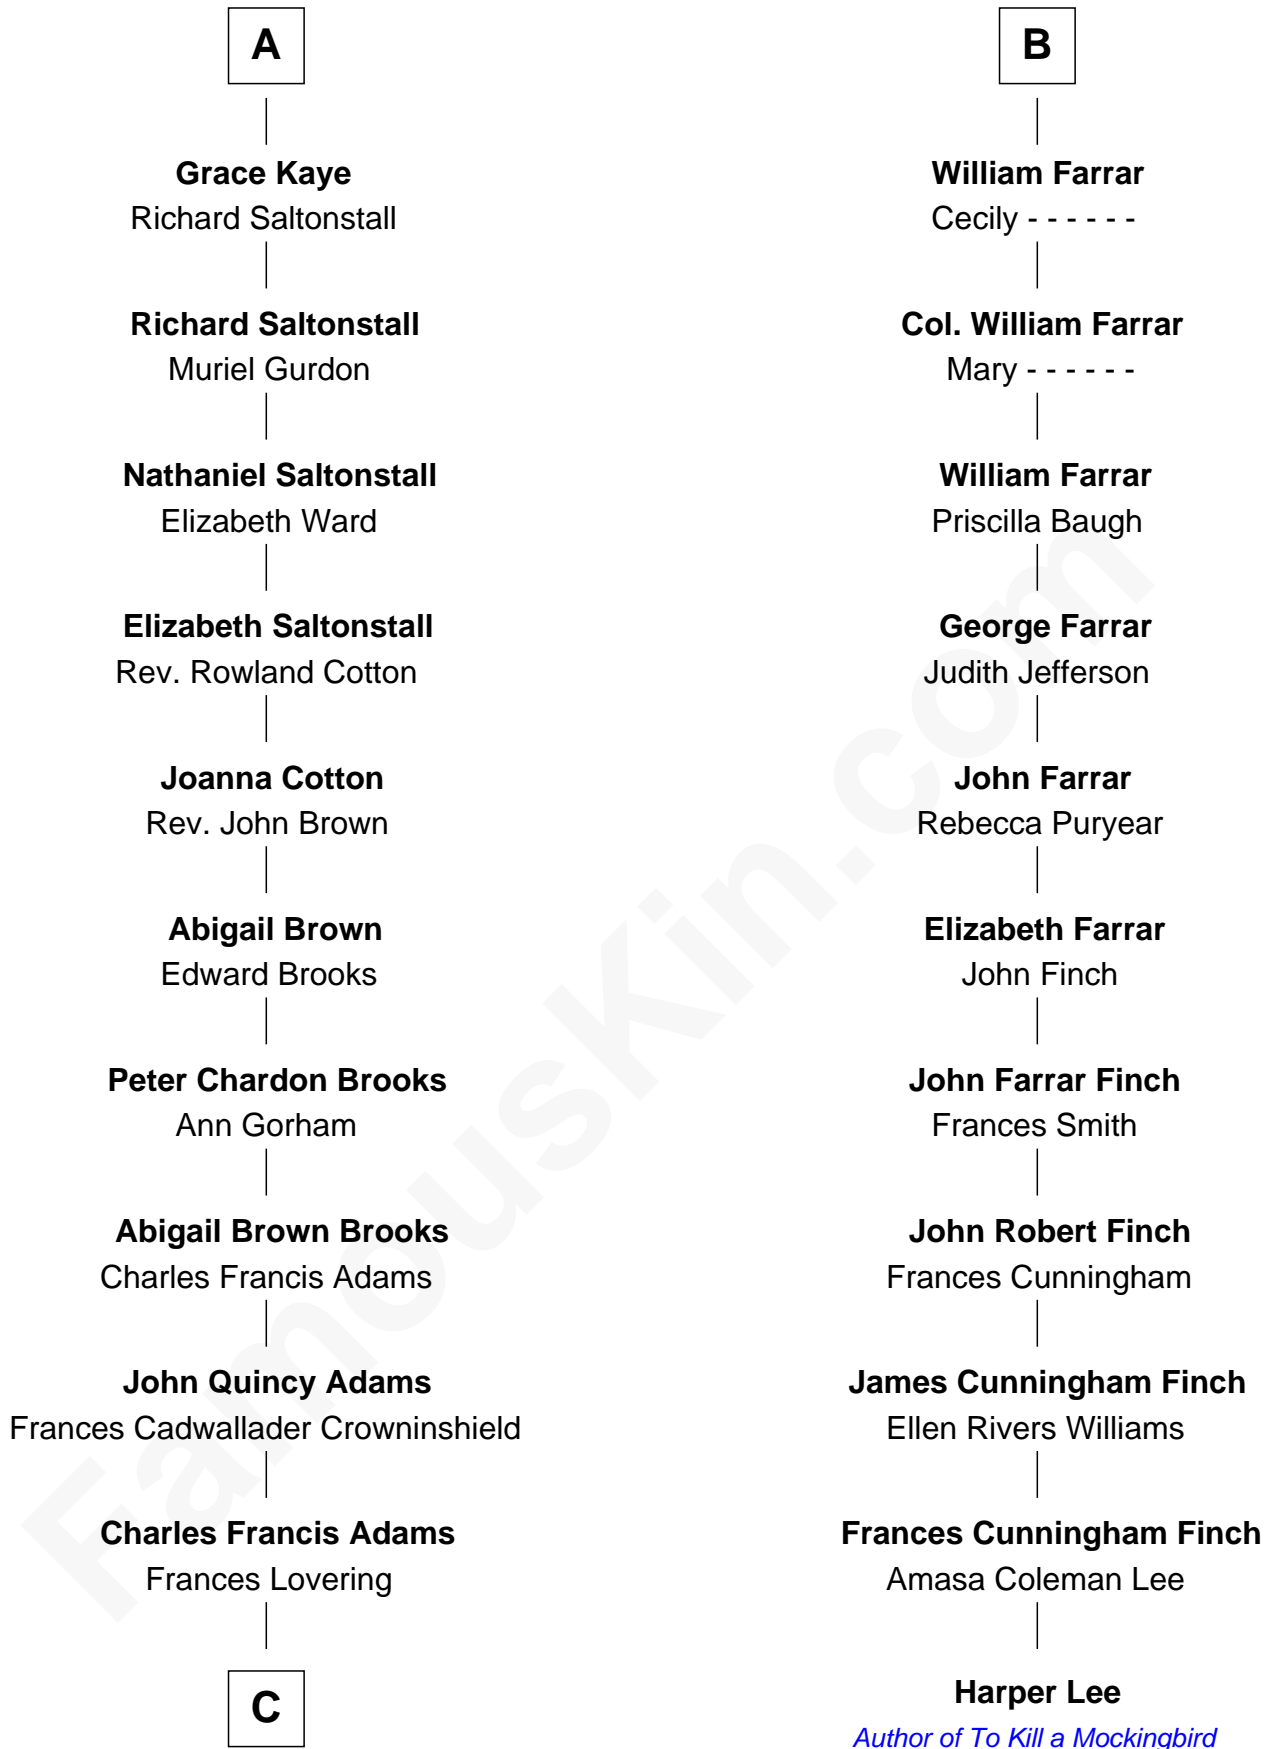 A
Grace Kaye
Richard Saltonstall
Richard Saltonstall
Muriel Gurdon
Nathaniel Saltonstall
Elizabeth Ward
Elizabeth Saltonstall
Rev. Rowland Cotton
Joanna Cotton
Rev. John Brown
Abigail Brown
Edward Brooks
Peter Chardon Brooks
Ann Gorham
Abigail Brown Brooks
Charles Francis Adams
John Quincy Adams
Frances Cadwallader Crowninshield
Charles Francis Adams
Frances Lovering
C
B
William Farrar
Cecily - - - - - -
Col. William Farrar
Mary - - - - - -
William Farrar
Priscilla Baugh
George Farrar
Judith Jefferson
John Farrar
Rebecca Puryear
Elizabeth Farrar
John Finch
John Farrar Finch
Frances Smith
John Robert Finch
Frances Cunningham
James Cunningham Finch
Ellen Rivers Williams
Frances Cunningham Finch
Amasa Coleman Lee
Harper Lee
Author of To Kill a Mockingbird
FamousKin.com